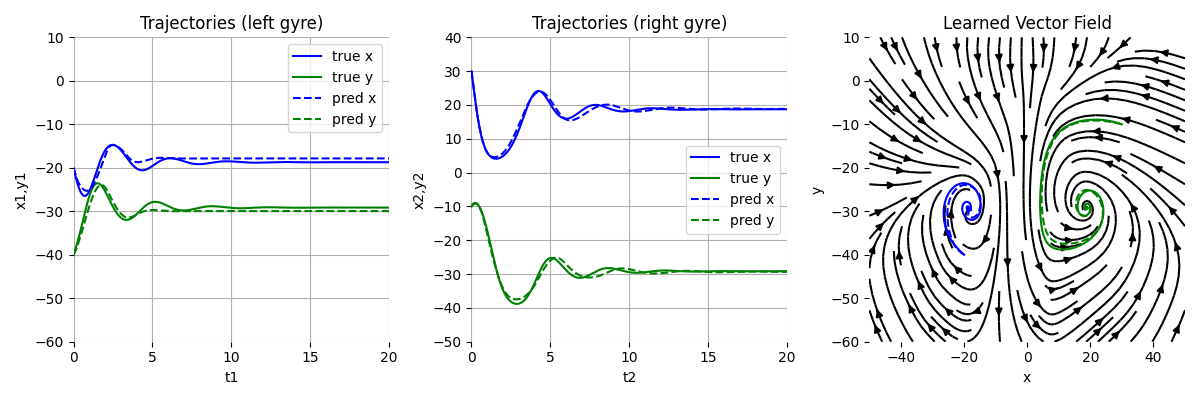 Trajectories (left gyre)
10
0
−10
−20
−30
−40
−50
−60
x1,y1
0
5
10
15
20
t1
true x
true y
pred x
pred y
Trajectories (right gyre)
40
30
20
10
0
−10
−20
−30
−40
−50
x2,y2
0
5
10
15
20
t2
true x
true y
pred x
pred y
Learned Vector Field
10
0
−10
−20
−30
−40
−50
−60
y
−40
−20
0
20
40
x